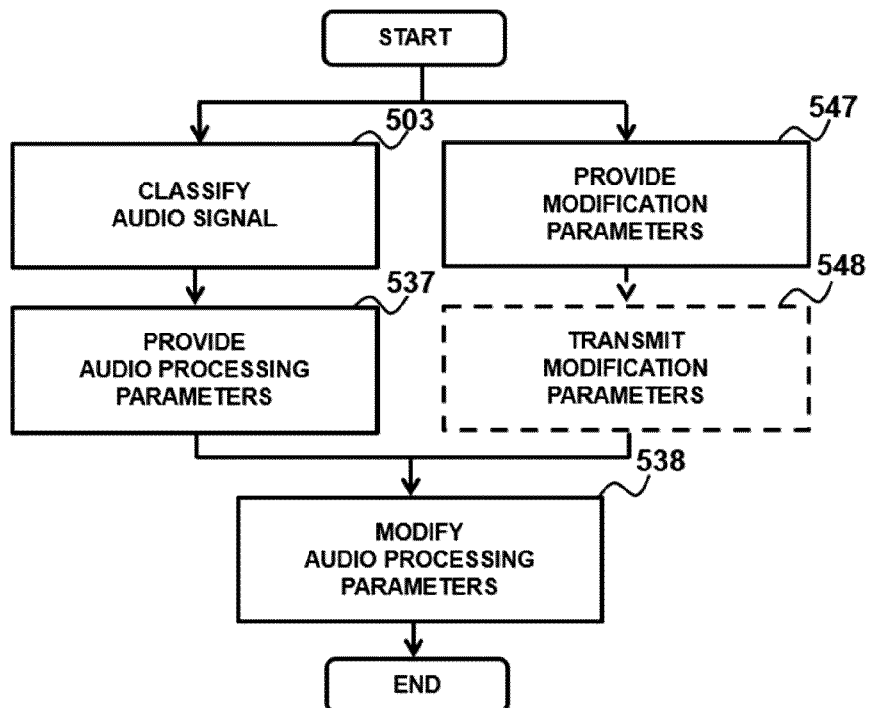 START
503
CLASSIFY
AUDIO SIGNAL
547
PROVIDE
MODIFICATION
PARAMETERS
537
PROVIDE
AUDIO PROCESSING
PARAMETERS
548
TRANSMIT
MODIFICATION
PARAMETERS
538
MODIFY
AUDIO PROCESSING
PARAMETERS
END